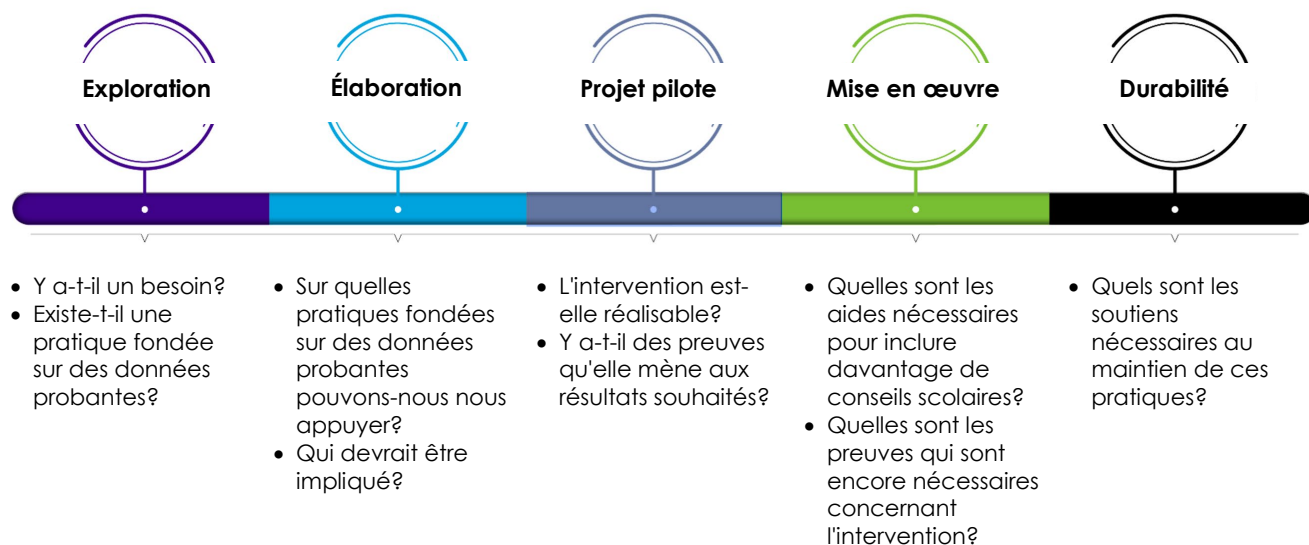 Exploration
Élaboration
Projet pilote
Mise en œuvre
Durabilité
• Y a-t-il un besoin?
• Existe-t-il une
pratique fondée
sur des données
probantes?
• Sur quelles
pratiques fondées
sur des données
probantes
pouvons-nous nous
appuyer?
• Qui devrait être
impliqué?
• L'intervention est-
elle réalisable?
• Y a-t-il des preuves
qu'elle mène aux
résultats souhaités?
• Quelles sont les
aides nécessaires
pour inclure
davantage de
conseils scolaires?
• Quelles sont les
preuves qui sont
encore nécessaires
concernant
l'intervention?
• Quels sont les
soutiens
nécessaires au
maintien de ces
pratiques?